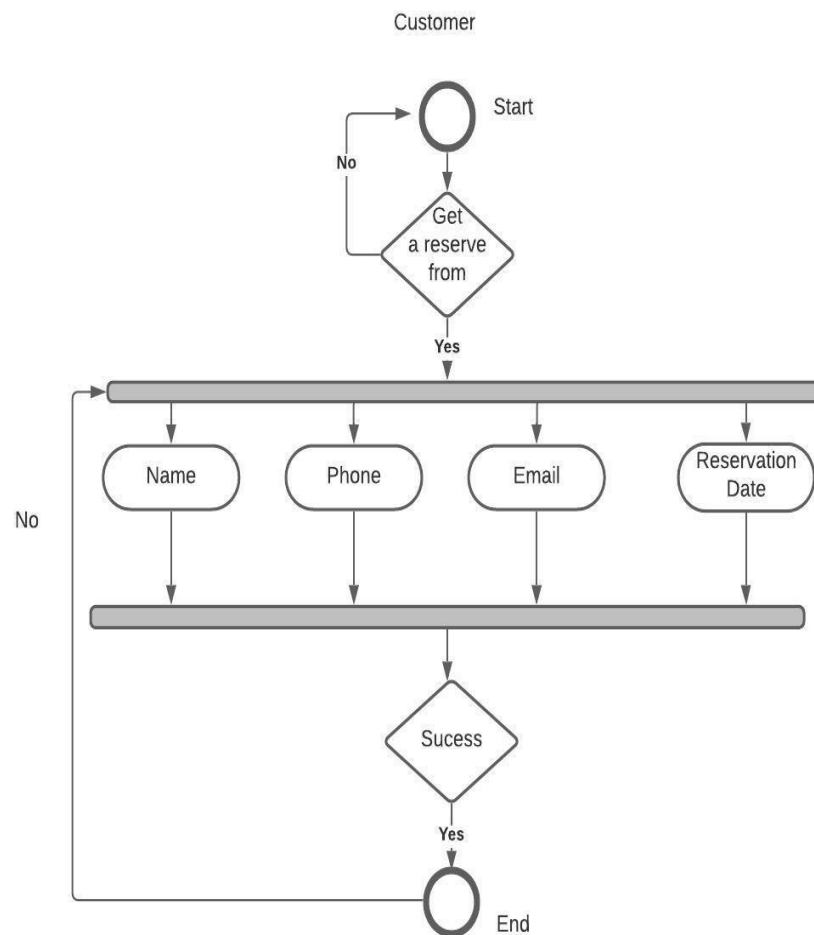 Customer
Start
No
Get
a reserve
from
Yes
Name
Phone
Email
Reservation
Date
No
Sucess
Yes
End